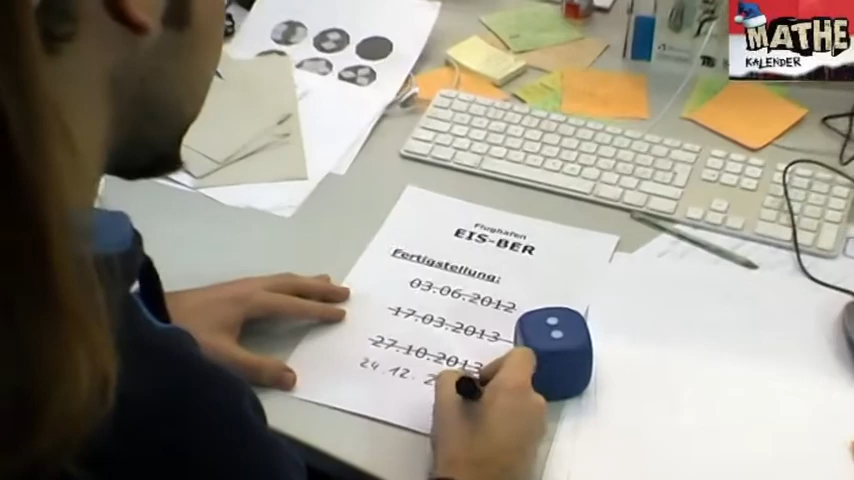 MATHE
KALENDER
Flughafen
EIS-BER
Fertigstellung:
03.06.2012
17.03.2013
27.10.2013
24.12.